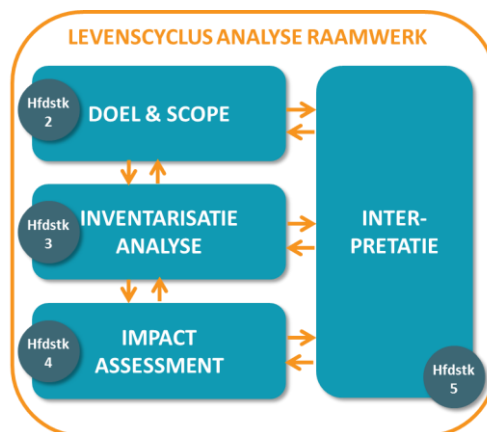 LEVENSCYCLUS ANALYSE RAAMWERK
Hfdstk
2
DOEL & SCOPE
Hfdstk
3
INVENTARISATIE
ANALYSE
Hfdstk
4
IMPACT
ASSESSMENT
INTER-
PRETATIE
Hfdstk
5